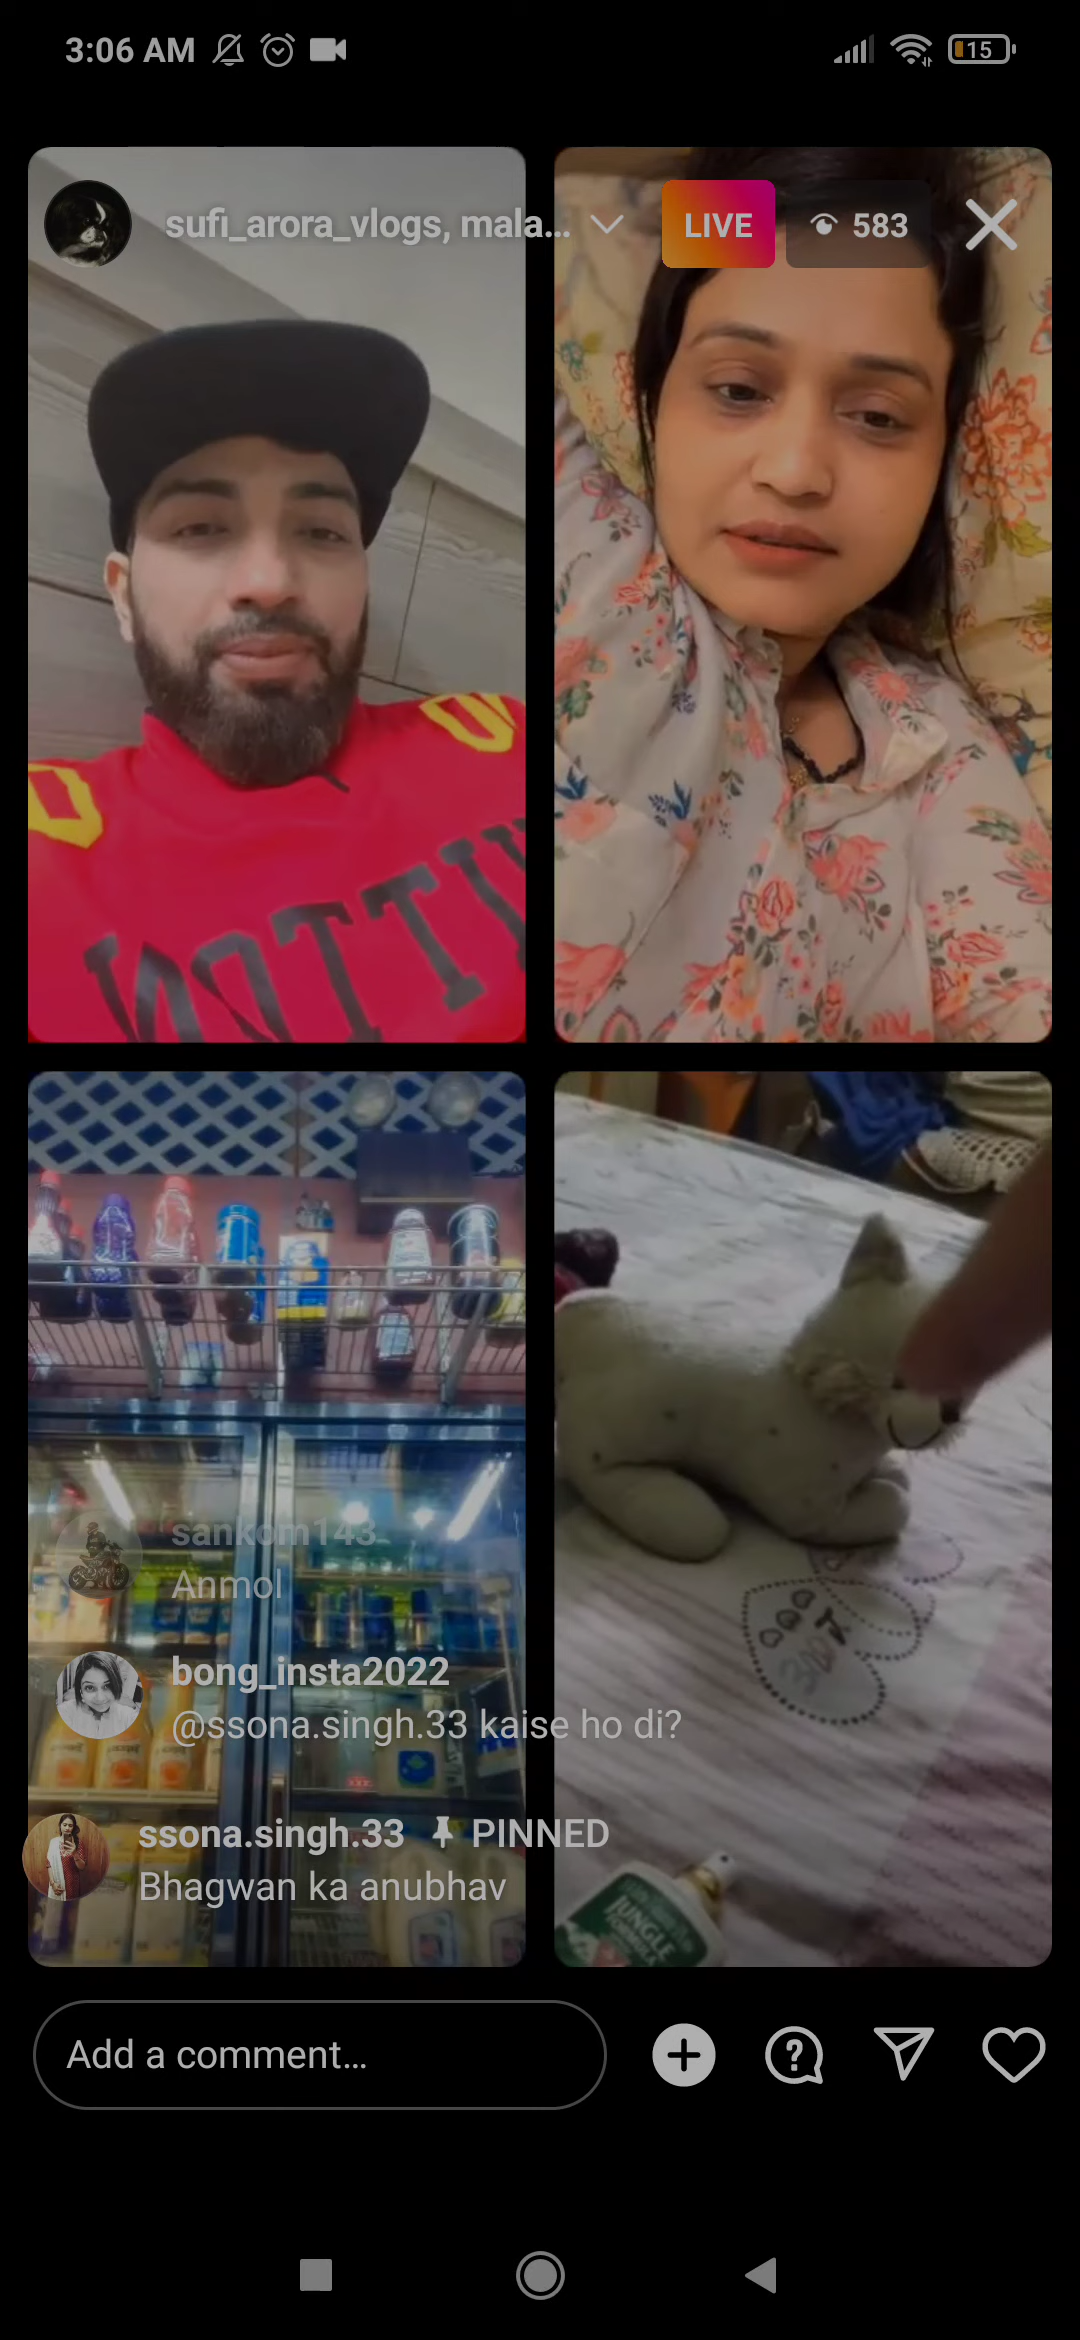 3:06 AM
15
sufi_arora_vlogs, mala...
LIVE
583
sankom143
Anmol
bong_insta2022
@ssona.singh.33 kaise ho di?
ssona.singh.33 PINNED
Bhagwan ka anubhav
JUNGLE
Add a comment...